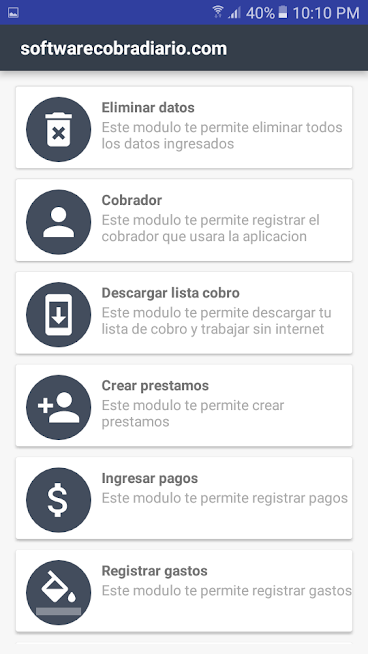 40% 10:10 PM
softwarecobradiario.com
Eliminar datos
Este modulo te permite eliminar todos
los datos ingresados
Cobrador
Este modulo te permite registrar el
cobrador que usara la aplicacion
Descargar lista cobro
Este modulo te permite descargar tu
lista de cobro y trabajar sin internet
Crear prestamos
Este modulo te permite crear
prestamos
Ingresar pagos
Este modulo te permite registrar pagos
Registrar gastos
Este modulo te permite registrar gastos